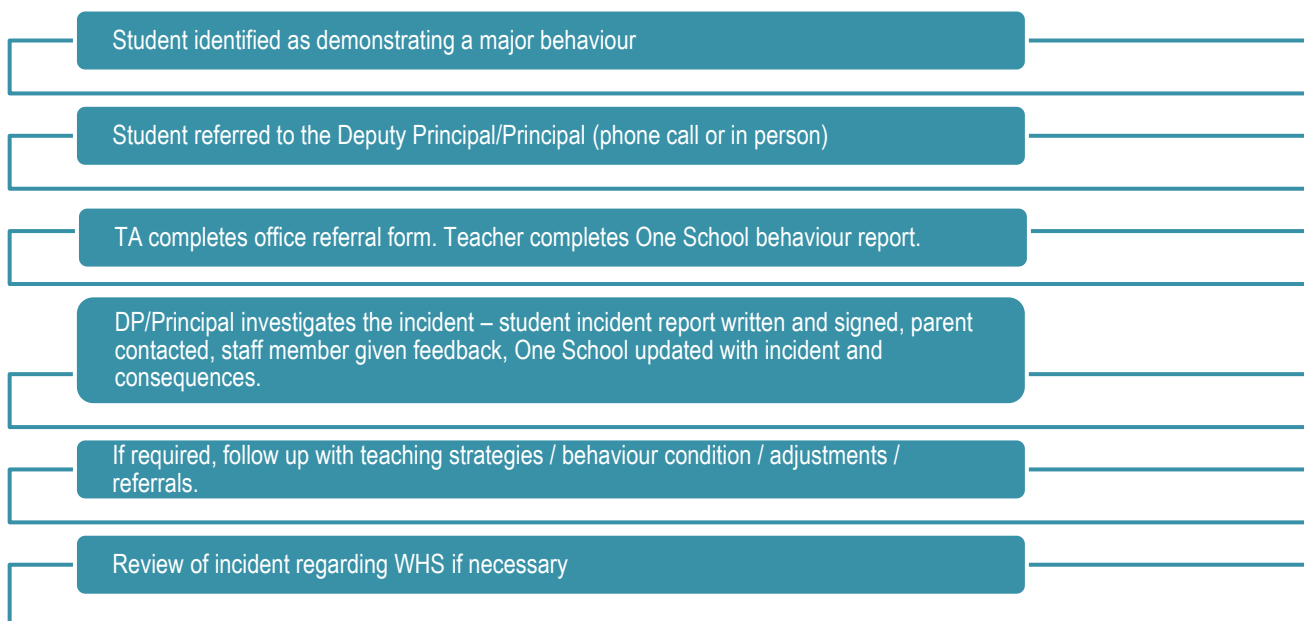 Student identified as demonstrating a major behaviour
Student referred to the Deputy Principal/Principal (phone call or in person)
TA completes office referral form. Teacher completes One School behaviour report.
DP/Principal investigates the incident – student incident report written and signed, parent
contacted, staff member given feedback, One School updated with incident and
consequences.
If required, follow up with teaching strategies / behaviour condition / adjustments /
referrals.
Review of incident regarding WHS if necessary